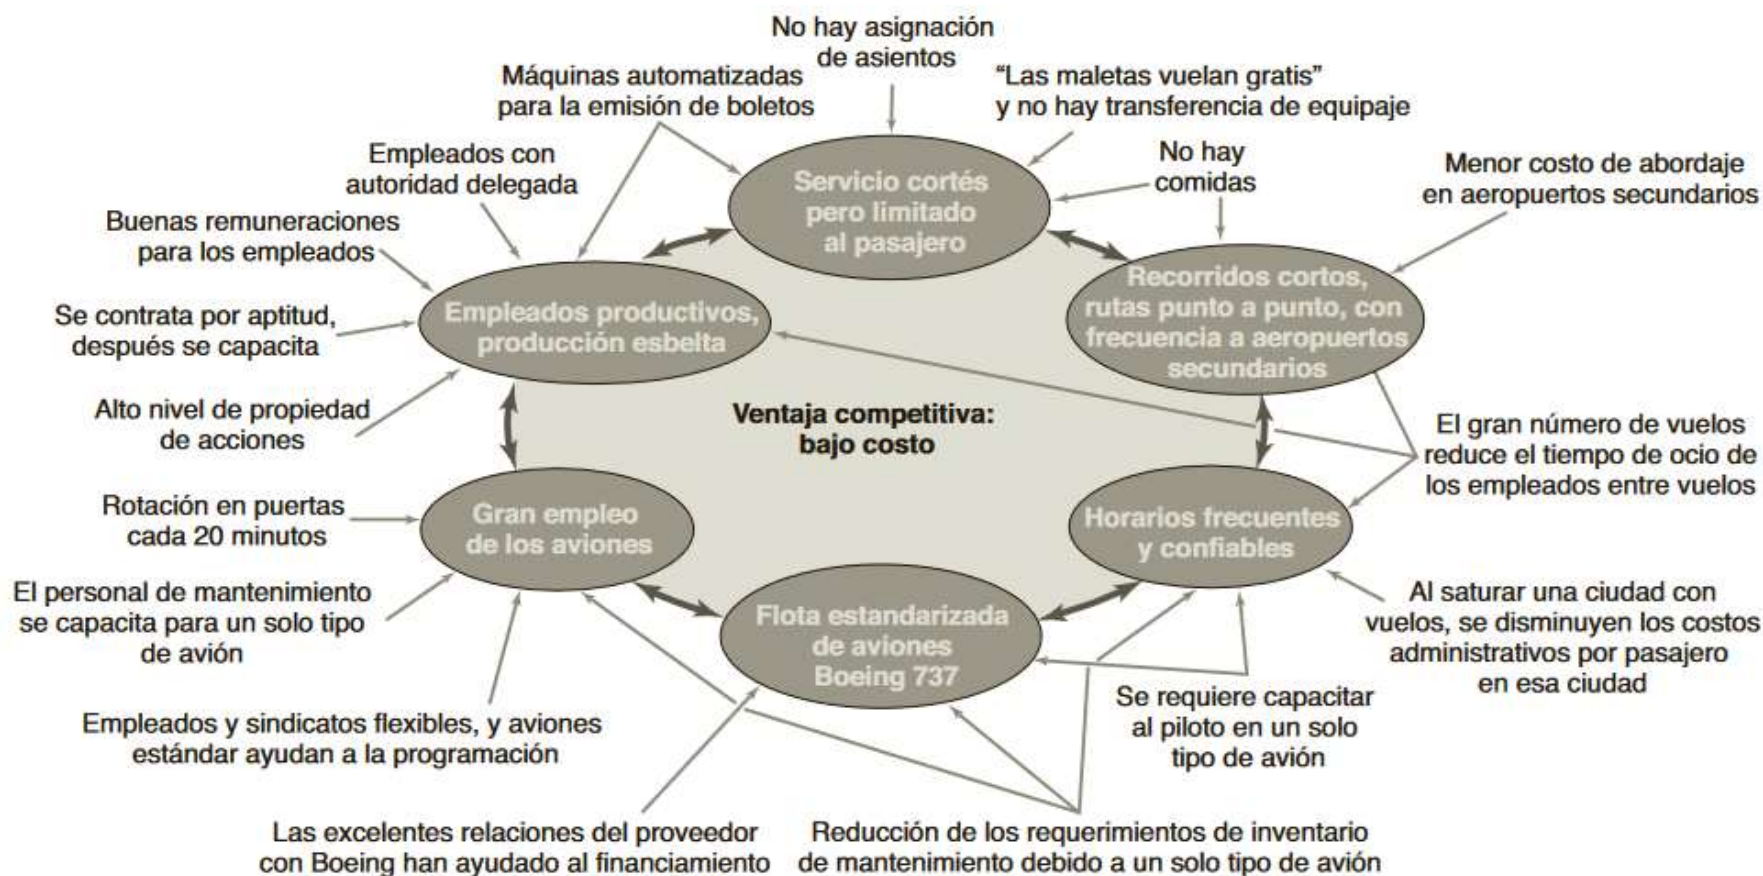 No hay asignación
de asientos
Máquinas automatizadas
para la emisión de boletos
“Las maletas vuelan gratis”
y no hay transferencia de equipaje
Empleados con
autoridad delegada
No hay
comidas
Menor costo de abordaje
en aeropuertos secundarios
Servicio cortés
pero limitado
al pasajero
Buenas remuneraciones
para los empleados
Recorridos cortos,
rutas punto a punto, con
frecuencia a aeropuertos
secundarios
Empleados productivos,
producción esbelta
Se contrata por aptitud,
después se capacita
Alto nivel de propiedad
de acciones
Ventaja competitiva:
bajo costo
El gran número de vuelos
reduce el tiempo de ocio de
los empleados entre vuelos
Rotación en puertas
cada 20 minutos
Gran empleo
de los aviones
Horarios frecuentes
y confiables
El personal de mantenimiento
se capacita para un solo tipo
de avión
Flota estandarizada
de aviones
Boeing 737
Al saturar una ciudad con
vuelos, se disminuyen los costos
administrativos por pasajero
en esa ciudad
Empleados y sindicatos flexibles, y aviones
estándar ayudan a la programación
Se requiere capacitar
al piloto en un solo
tipo de avión
Las excelentes relaciones del proveedor
con Boeing han ayudado al financiamiento
Reducción de los requerimientos de inventario
de mantenimiento debido a un solo tipo de avión